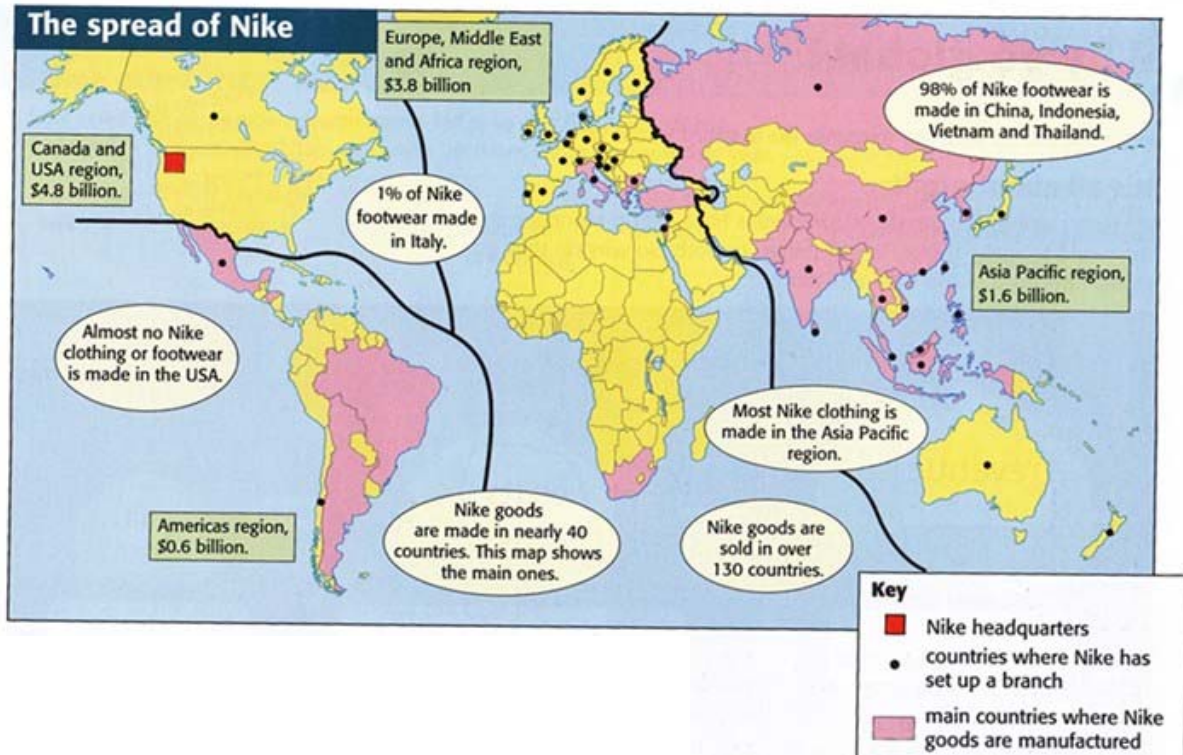 The spread of Nike
Europe, Middle East
and Africa region,
$3.8 billion
98% of Nike footwear is
made in China, Indonesia,
Vietnam and Thailand.
Canada and
USA region,
$4.8 billion.
1% of Nike
footwear made
in Italy.
Asia Pacific region,
$1.6 billion.
Almost no Nike
clothing or footwear
is made in the USA.
Most Nike clothing is
made in the Asia Pacific
region.
Americas region,
$0.6 billion.
Nike goods
are made in nearly 40
countries. This map shows
the main ones.
Nike goods are
sold in over
130 countries.
Key
Nike headquarters
countries where Nike has
set up a branch
main countries where Nike
goods are manufactured